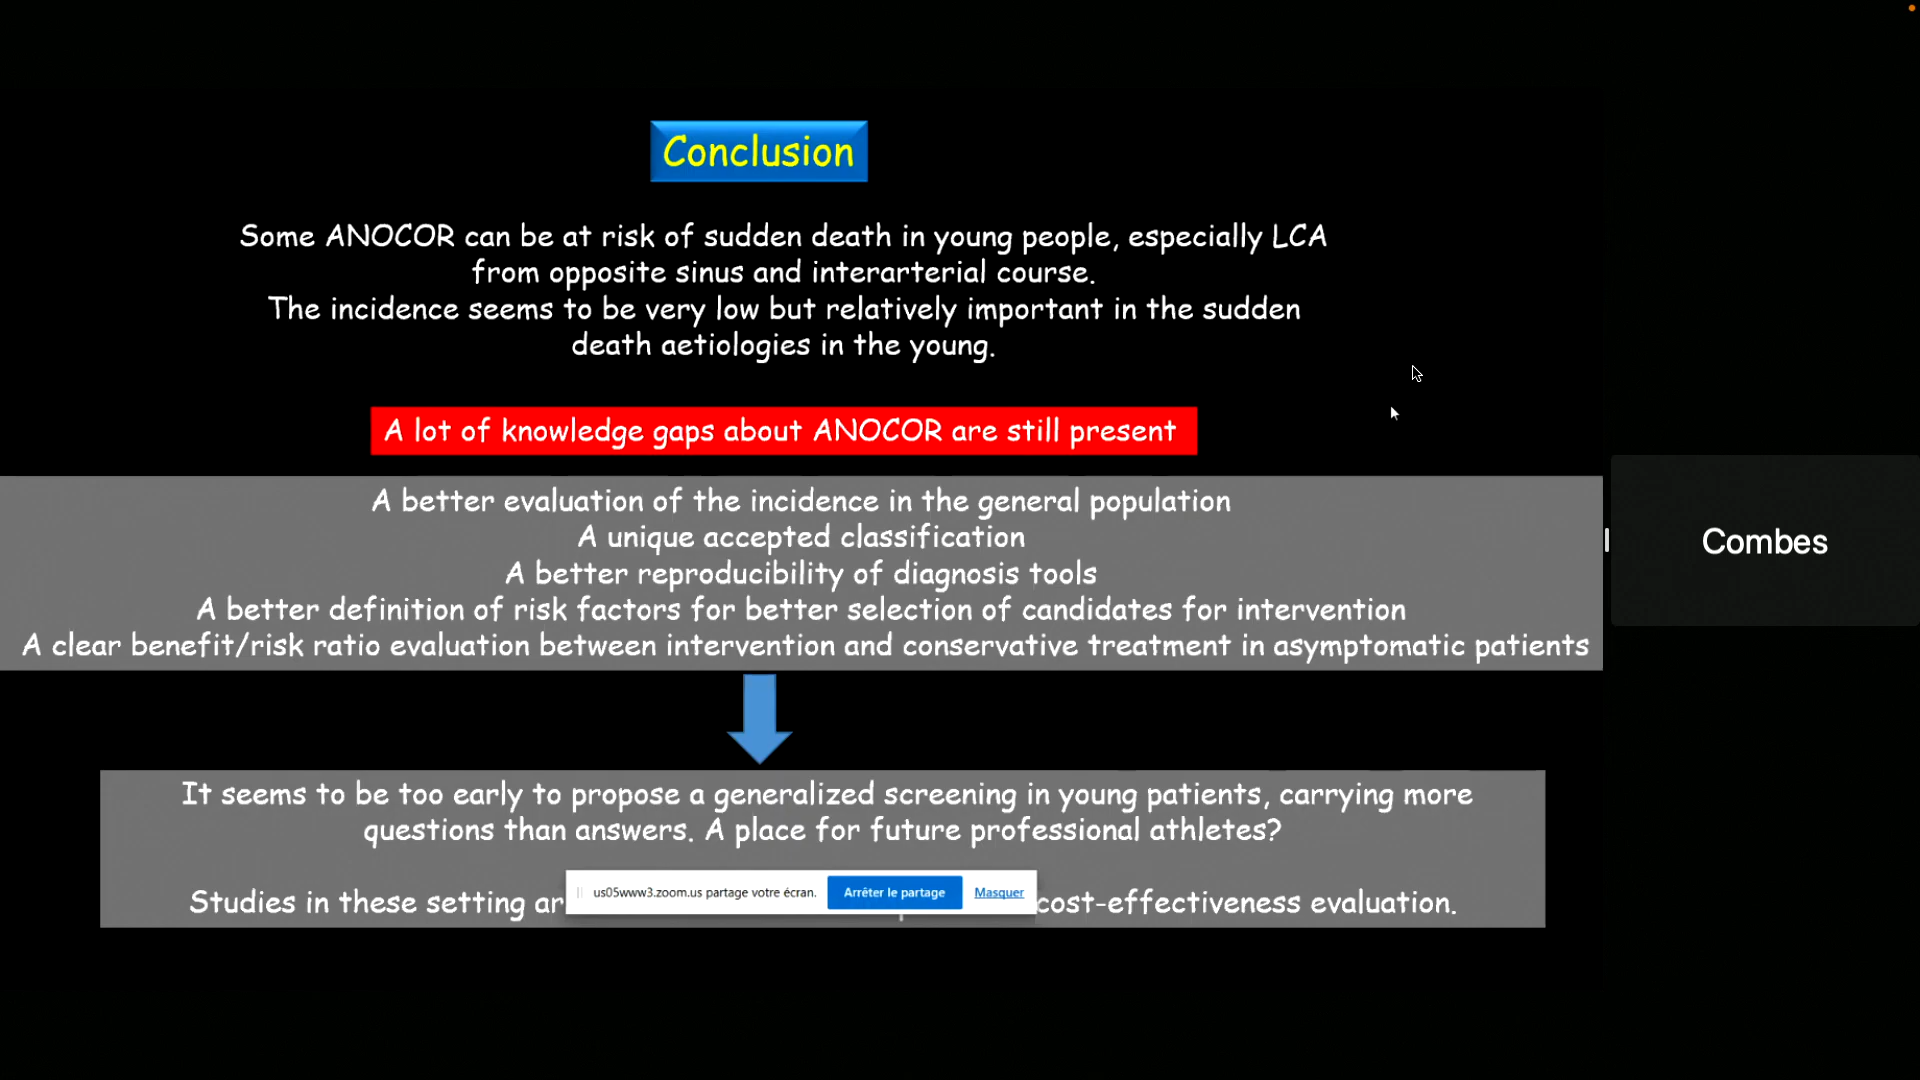 Conclusion
Some ANOCOR can be at risk of sudden death in young people, especially LCA
from opposite sinus and interarterial course.
The incidence seems to be very low but relatively important in the sudden
death aetiologies in the young.
A lot of knowledge gaps about ANOCOR are still present
A better evaluation of the incidence in the general population
A unique accepted classification
A better reproducibility of diagnosis tools
A better definition of risk factors for better selection of candidates for intervention
A clear benefit/risk ratio evaluation between intervention and conservative treatment in asymptomatic patients
Combes
It seems to be too early to propose a generalized screening in young patients, carrying more
questions than answers. A place for future professional athletes?
Studies in these setting
cost-effectiveness evaluation.
us05www3.zoom.us partage votre écran.
Arrêter le partage
Masquer